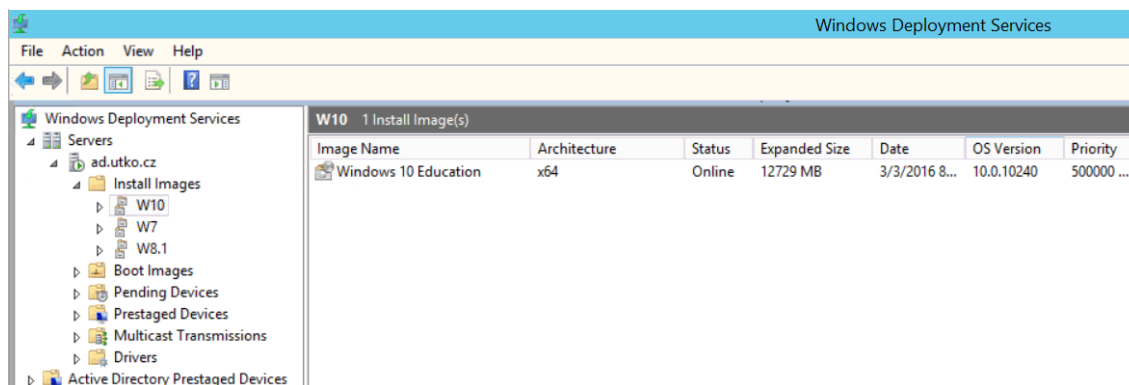 Windows Deployment Services
File Action View Help
Windows Deployment Services
Servers
ad.utko.cz
Install Images
W10
W7
W8.1
Boot Images
Pending Devices
Prestaged Devices
Multicast Transmissions
Drivers
Active Directory Prestaged Devices
W10 1 Install Image(s)
Image Name Architecture Status Expanded Size Date OS Version Priority
Windows 10 Education x64 Online 12729 MB 3/3/2016 8... 10.0.10240 500000 ...